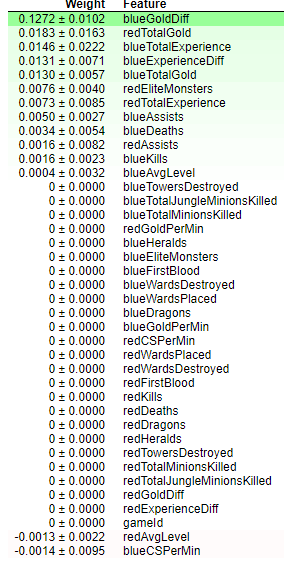 Weight Feature
0.1272 ± 0.0102 blueGoldDiff
0.0183 ± 0.0163 redTotalGold
0.0146 ± 0.0222 blueTotalExperience
0.0131 ± 0.0071 blueExperienceDiff
0.0130 ± 0.0057 blueTotalGold
0.0076 ± 0.0040 redEliteMonsters
0.0073 ± 0.0085 redTotalExperience
0.0050 ± 0.0027 blueAssists
0.0034 ± 0.0054 blueDeaths
0.0016 ± 0.0082 redAssists
0.0016 ± 0.0023 blueKills
0.0004 ± 0.0032 blueAvgLevel
0 ± 0.0000 blueTowersDestroyed
0 ± 0.0000 blueTotalJungleMinionsKilled
0 ± 0.0000 blueTotalMinionsKilled
0 ± 0.0000 redGoldPerMin
0 ± 0.0000 blueHeralds
0 ± 0.0000 blueEliteMonsters
0 ± 0.0000 blueFirstBlood
0 ± 0.0000 blueWardsDestroyed
0 ± 0.0000 blueWardsPlaced
0 ± 0.0000 blueDragons
0 ± 0.0000 blueGoldPerMin
0 ± 0.0000 redCSPerMin
0 ± 0.0000 redWardsPlaced
0 ± 0.0000 redWardsDestroyed
0 ± 0.0000 redFirstBlood
0 ± 0.0000 redKills
0 ± 0.0000 redDeaths
0 ± 0.0000 redDragons
0 ± 0.0000 redHeralds
0 ± 0.0000 redTowersDestroyed
0 ± 0.0000 redTotalMinionsKilled
0 ± 0.0000 redTotalJungleMinionsKilled
0 ± 0.0000 redGoldDiff
0 ± 0.0000 redExperienceDiff
0 ± 0.0000 gameId
-0.0013 ± 0.0022 redAvgLevel
-0.0014 ± 0.0095 blueCSPerMin